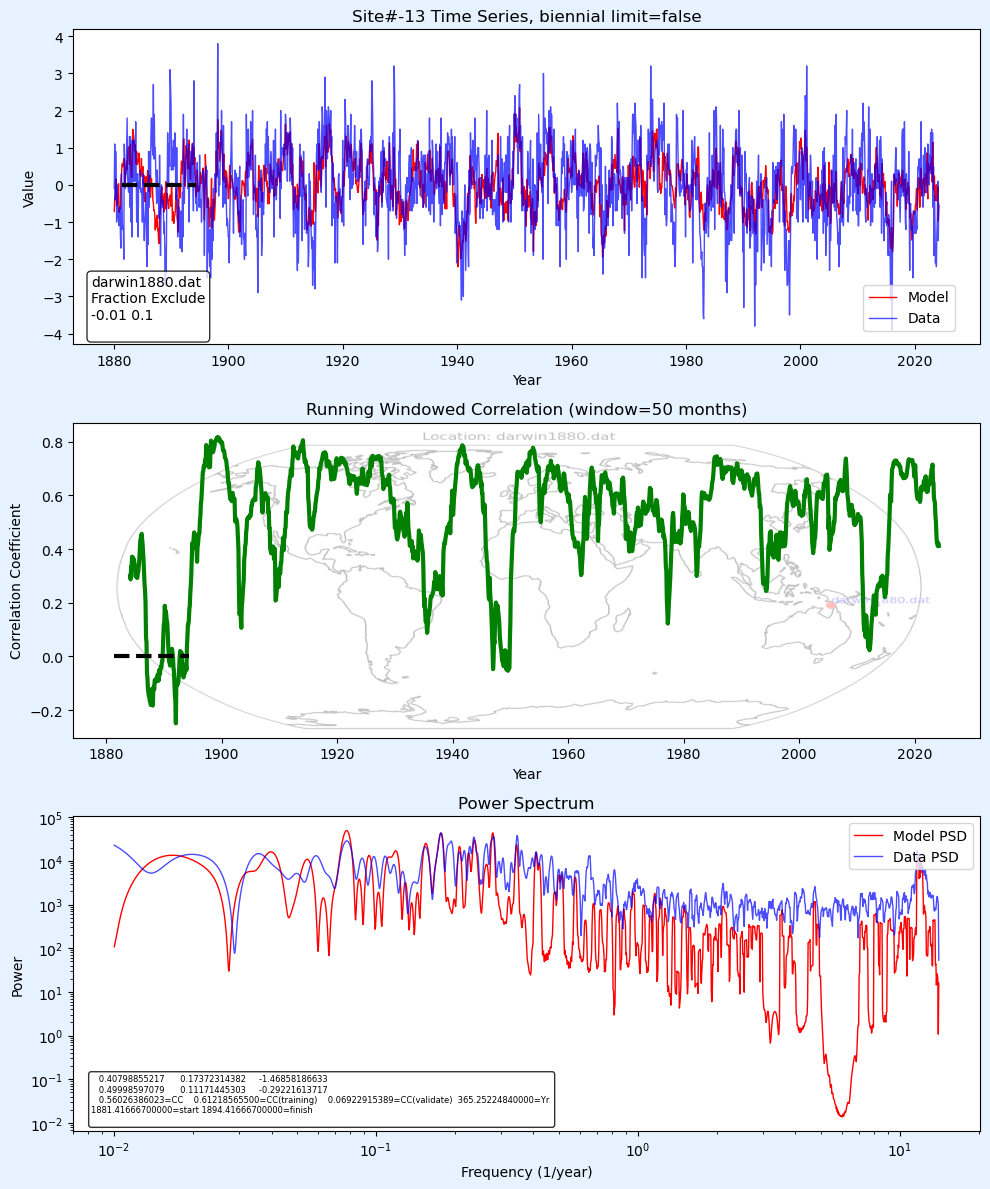 Site#-13 Time Series, biennial limit=false
4
3
2
1
0
−1
−2
−3
−4
Value
darwin1880.dat
Fraction Exclude
-0.01 0.1
Model
Data
1880 1900 1920 1940 1960 1980 2000 2020
Year
Running Windowed Correlation (window=50 months)
Location: darwin1880.dat
0.8
0.6
0.4
0.2
0.0
−0.2
Correlation Coefficient
darwin1880.dat
1880 1900 1920 1940 1960 1980 2000 2020
Year
Power Spectrum
10^5
10^4
10^3
10^2
10^1
10^0
10^−1
10^−2
Power
Model PSD
Data PSD
0.40798855217 0.17372314382 -1.46858186633
0.49998597079 0.11171445303 -0.29221613717
0.56026386023=CC 0.61218565500=CC(training) 0.06922915389=CC(validate) 365.25224840000=Yr
1881.41666700000=start 1894.41666700000=finish
10^−2 10^−1 10^0 10^1
Frequency (1/year)